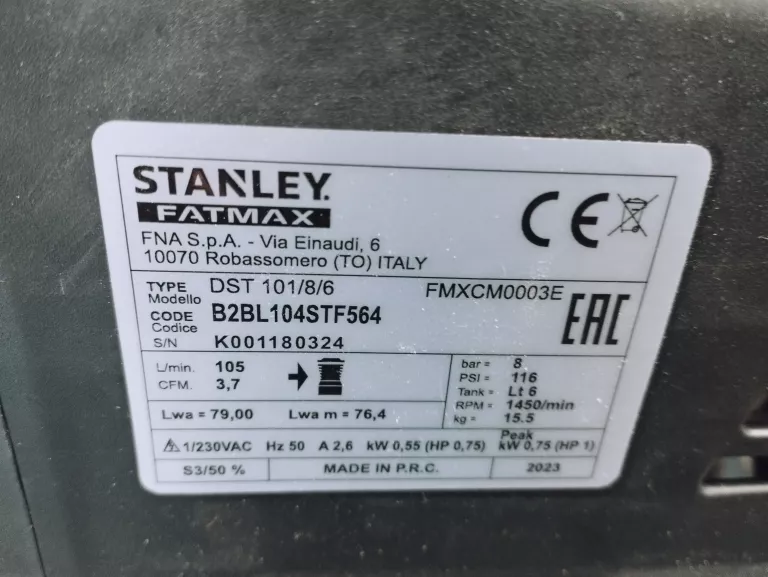 STANLEY.
FATMAX
CE
FNA S.p.A. - Via Einaudi, 6
10070 Robassomero (TO) ITALY
TYPE DST 101/8/6 FMXCM0003E
Modello
CODE B2BL104STF564 EAC
Codice
S/N K001180324
L/min. 105
CFM. 3,7
bar = 8
PSI = 116
Tank = Lt 6
RPM = 1450/min
kg = 15.5
Lwa = 79,00 Lwa m = 76,4
1/230VAC Hz 50 A 2,6 kW 0,55 (HP 0,75) Peak kW 0,75 (HP 1)
S3/50 % MADE IN P.R.C. 2023